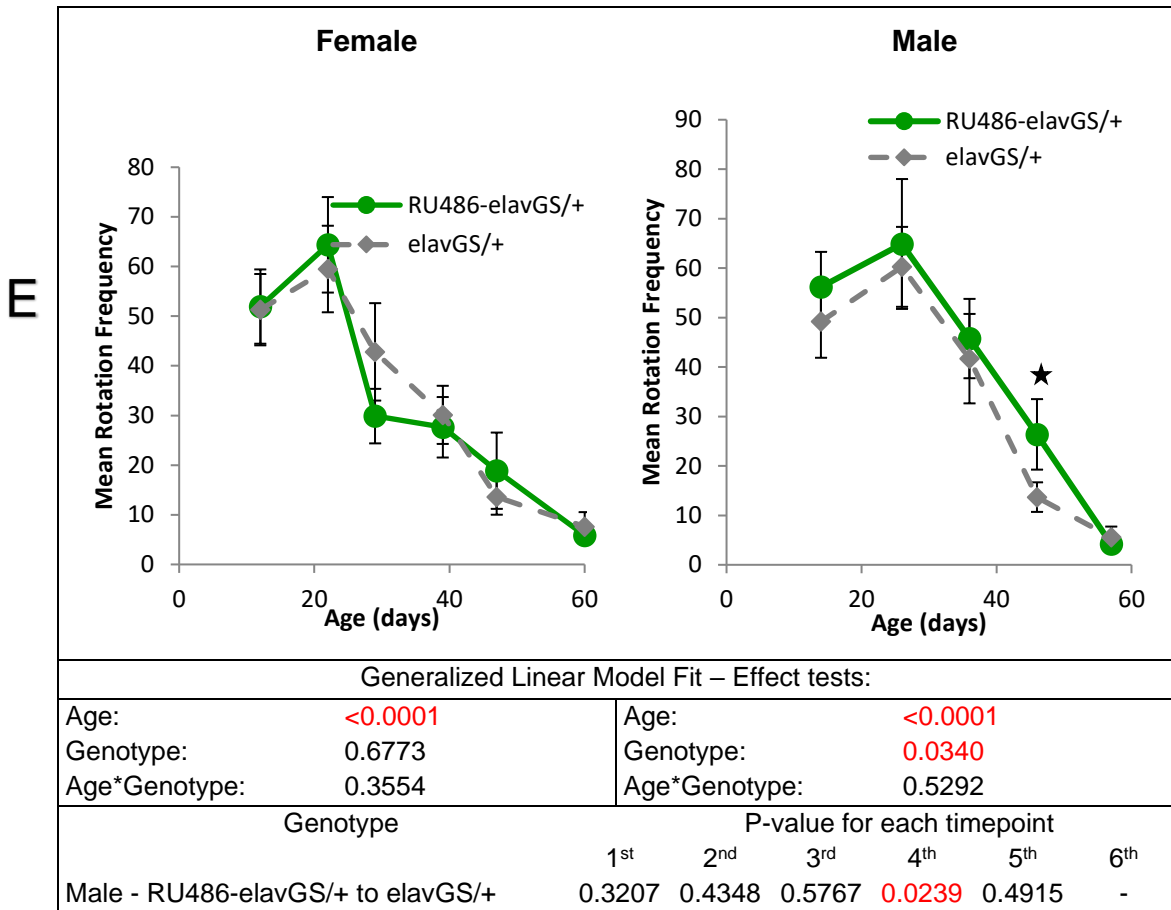 E
Female
RU486-elavGS/+
elavGS/+
Mean Rotation Frequency
80
70
60
50
40
30
20
10
0
0 20 40 60
Age (days)
Male
RU486-elavGS/+
elavGS/+
Mean Rotation Frequency
90
80
70
60
50
40
30
20
10
0
0 20 40 60
Age (days)
Generalized Linear Model Fit – Effect tests:
Age: <0.0001
Genotype: 0.6773
Age*Genotype: 0.3554
Age: <0.0001
Genotype: 0.0340
Age*Genotype: 0.5292
Genotype P-value for each timepoint
1st 2nd 3rd 4th 5th 6th
Male - RU486-elavGS/+ to elavGS/+ 0.3207 0.4348 0.5767 0.0239 0.4915 -